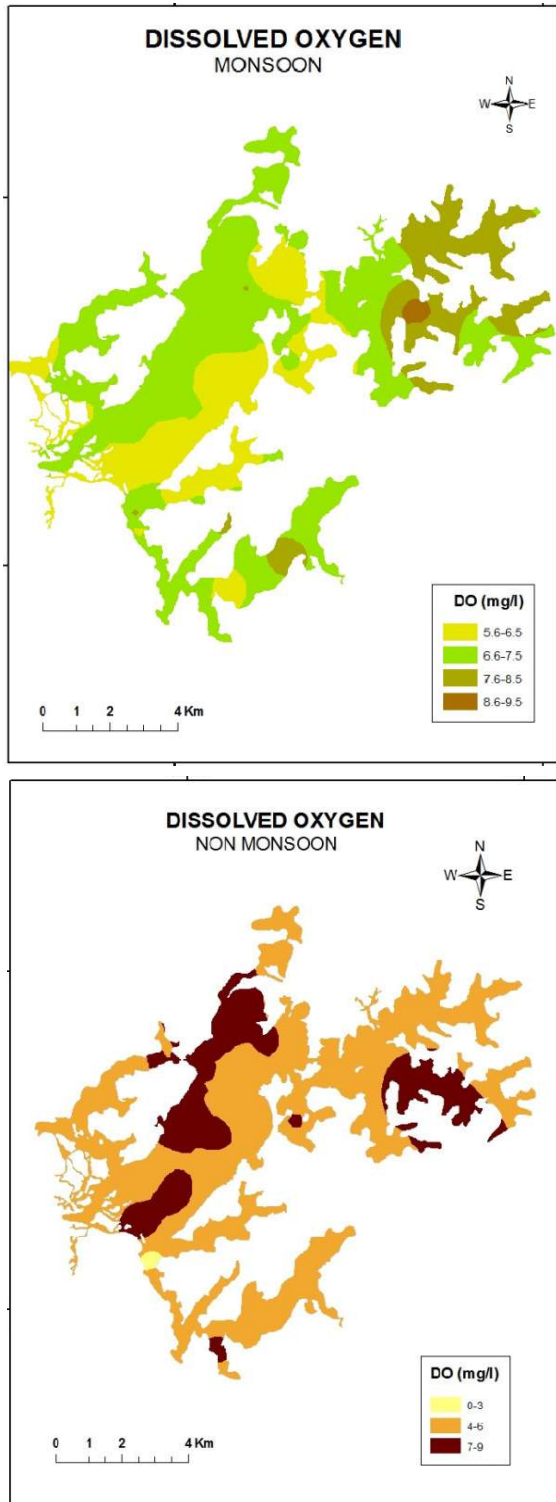 DISSOLVED OXYGEN
MONSOON
N
W E
S
DO (mg/l)
5.6-6.5
6.6-7.5
7.6-8.5
8.6-9.5
0 1 2 4 Km
DISSOLVED OXYGEN
NON MONSOON
N
W E
S
DO (mg/l)
0-3
4-6
7-9
0 1 2 4 Km